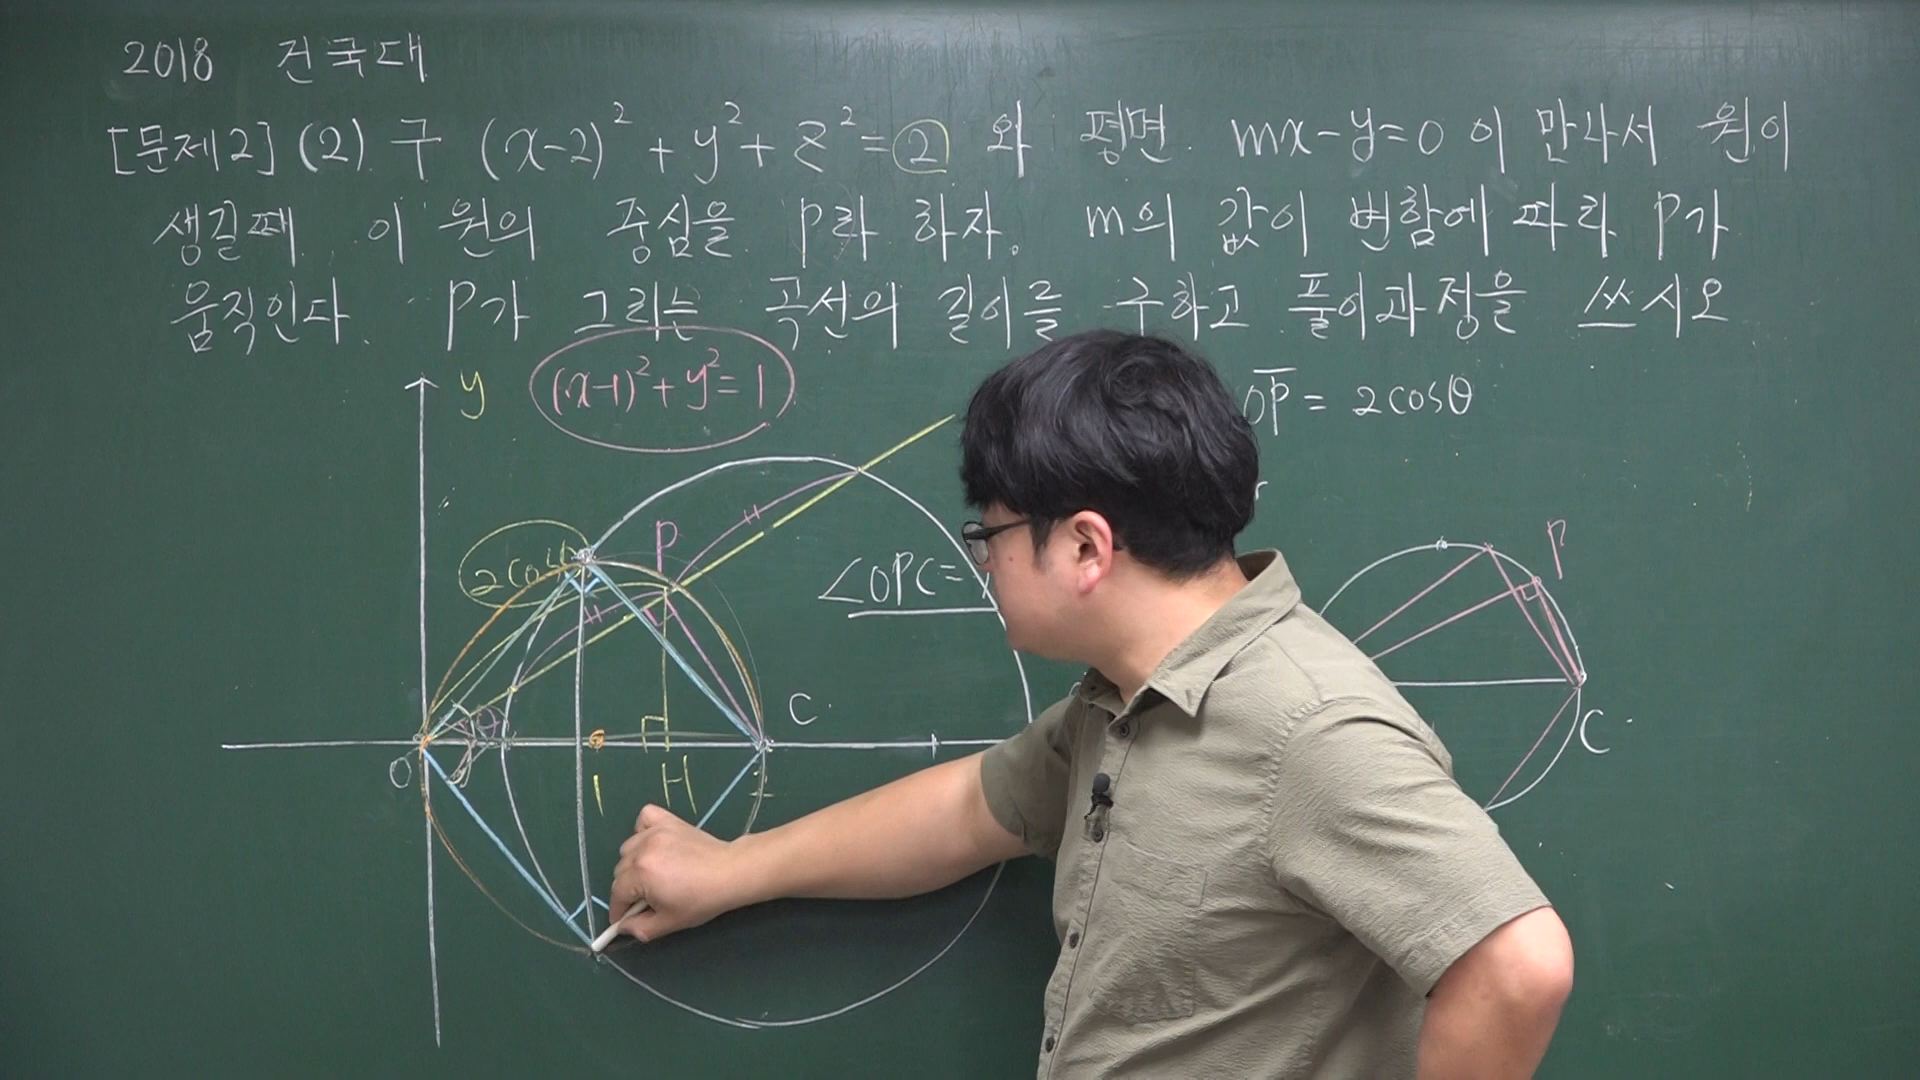 2018 건국대
[문제2] (2) 구 (x-2)² + y² + z² = 2 와 평면 mx-y=0 이 만나서 원이
생길때 이 원의 중심을 P라 하자. m의 값이 변함에 따라 P가
움직인다. P가 그리는 곡선의 길이를 구하고 풀이과정을 쓰시오
y (x-1)² + y² = 1
OP = 2cosθ
P
2cosθ
∠OPC=
P
C
O
1 H
C